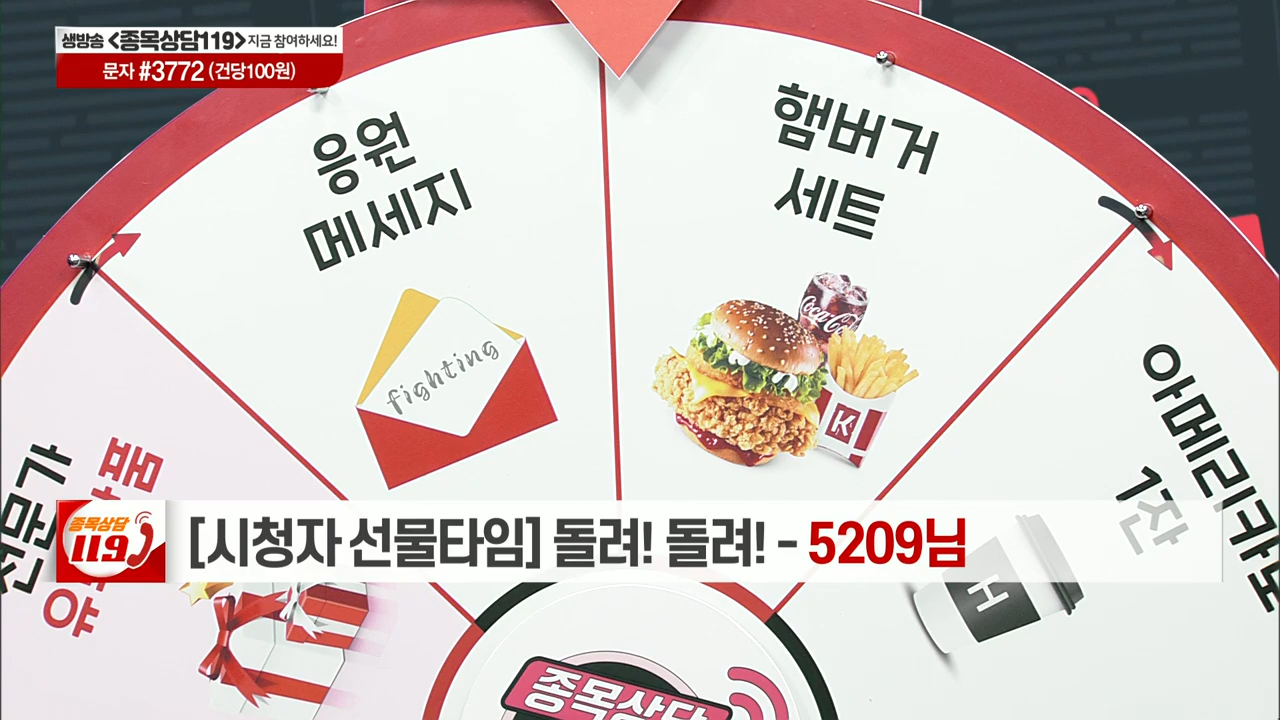 생방송 <종목상담119> 지금 참여하세요!
문자 #3772 (건당100원)
응원
메세지
fighting
햄버거
세트
Coca-Cola
K
아메리카노
1잔
H
종목상담
119
[시청자 선물타임] 돌려! 돌려! - 5209님
종목상담